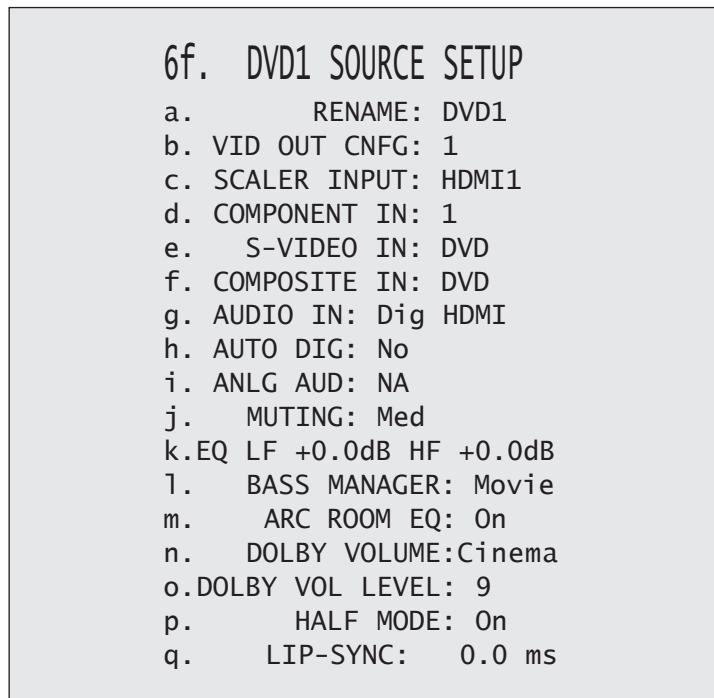 6f. DVD1 SOURCE SETUP
a. RENAME: DVD1
b. VID OUT CNFG: 1
c. SCALER INPUT: HDMI1
d. COMPONENT IN: 1
e. S-VIDEO IN: DVD
f. COMPOSITE IN: DVD
g. AUDIO IN: Dig HDMI
h. AUTO DIG: No
i. ANLG AUD: NA
j. MUTING: Med
k.EQ LF +0.0dB HF +0.0dB
l. BASS MANAGER: Movie
m. ARC ROOM EQ: On
n. DOLBY VOLUME:Cinema
o.DOLBY VOL LEVEL: 9
p. HALF MODE: On
q. LIP-SYNC: 0.0 ms